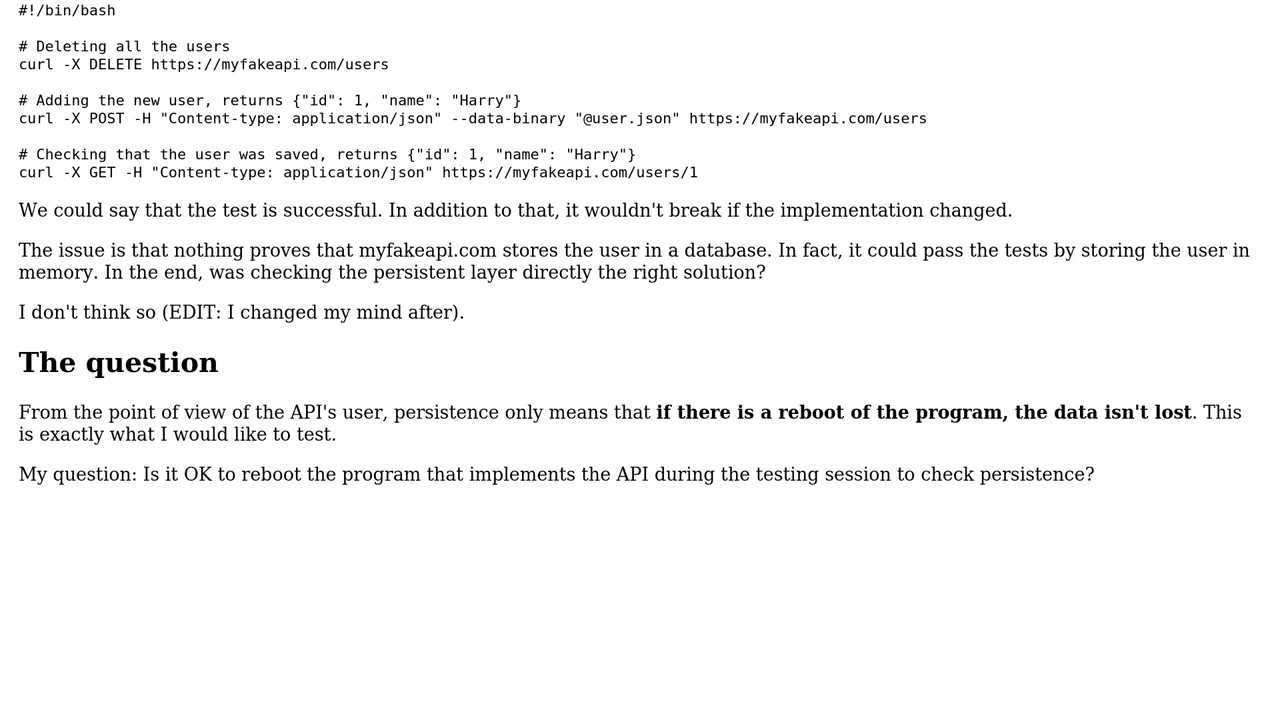 #!/bin/bash
# Deleting all the users
curl -X DELETE https://myfakeapi.com/users
# Adding the new user, returns {"id": 1, "name": "Harry"}
curl -X POST -H "Content-type: application/json" --data-binary "@user.json" https://myfakeapi.com/users
# Checking that the user was saved, returns {"id": 1, "name": "Harry"}
curl -X GET -H "Content-type: application/json" https://myfakeapi.com/users/1
We could say that the test is successful. In addition to that, it wouldn't break if the implementation changed.
The issue is that nothing proves that myfakeapi.com stores the user in a database. In fact, it could pass the tests by storing the user in
memory. In the end, was checking the persistent layer directly the right solution?
I don't think so (EDIT: I changed my mind after).
The question
From the point of view of the API's user, persistence only means that if there is a reboot of the program, the data isn't lost. This
is exactly what I would like to test.
My question: Is it OK to reboot the program that implements the API during the testing session to check persistence?